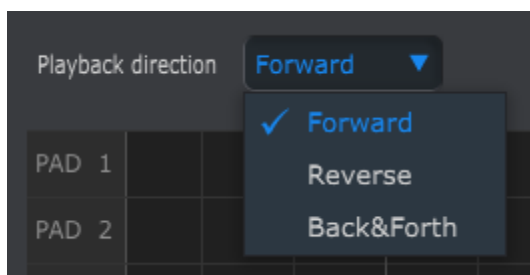 Playback direction Forward
Forward
Reverse
Back&Forth
PAD 1
PAD 2